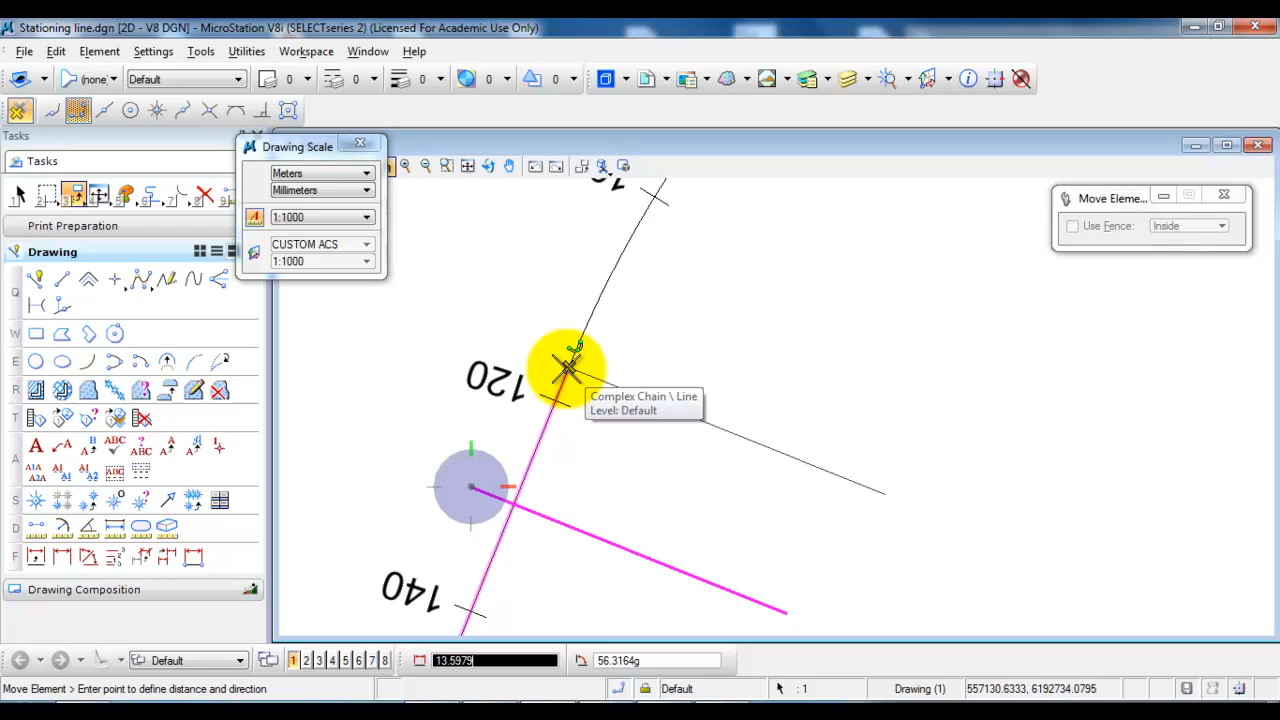 Stationing line.dgn [2D - V8 DGN] - MicroStation V8i (SELECTseries 2) (Licensed For Academic Use Only)
File Edit Element Settings Tools Utilities Workspace Window Help
(none) Default 0 0 0 0 0
Tasks
Tasks
Print Preparation
Drawing
Q
W
E
R
T
A
S
D
F
Drawing Composition
Drawing Scale
Meters
Millimeters
1:1000
CUSTOM ACS
1:1000
Move Eleme...
Use Fence: Inside
120
Complex Chain \ Line
Level: Default
140
Default 1 2 3 4 5 6 7 8 13.5979 56.3164g
Move Element > Enter point to define distance and direction Default : 1 Drawing (1) 557130.6333, 6192734.0795